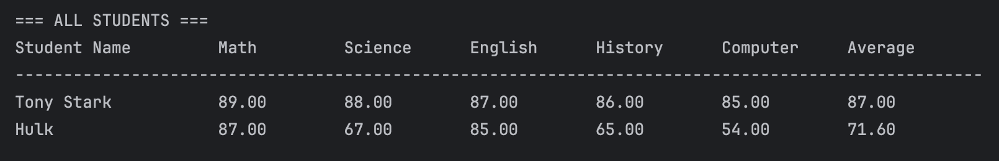 === ALL STUDENTS ===
Student Name         Math         Science      English      History      Computer     Average
----------------------------------------------------------------------------------------------------
Tony Stark           89.00        88.00        87.00        86.00        85.00        87.00
Hulk                 87.00        67.00        85.00        65.00        54.00        71.60